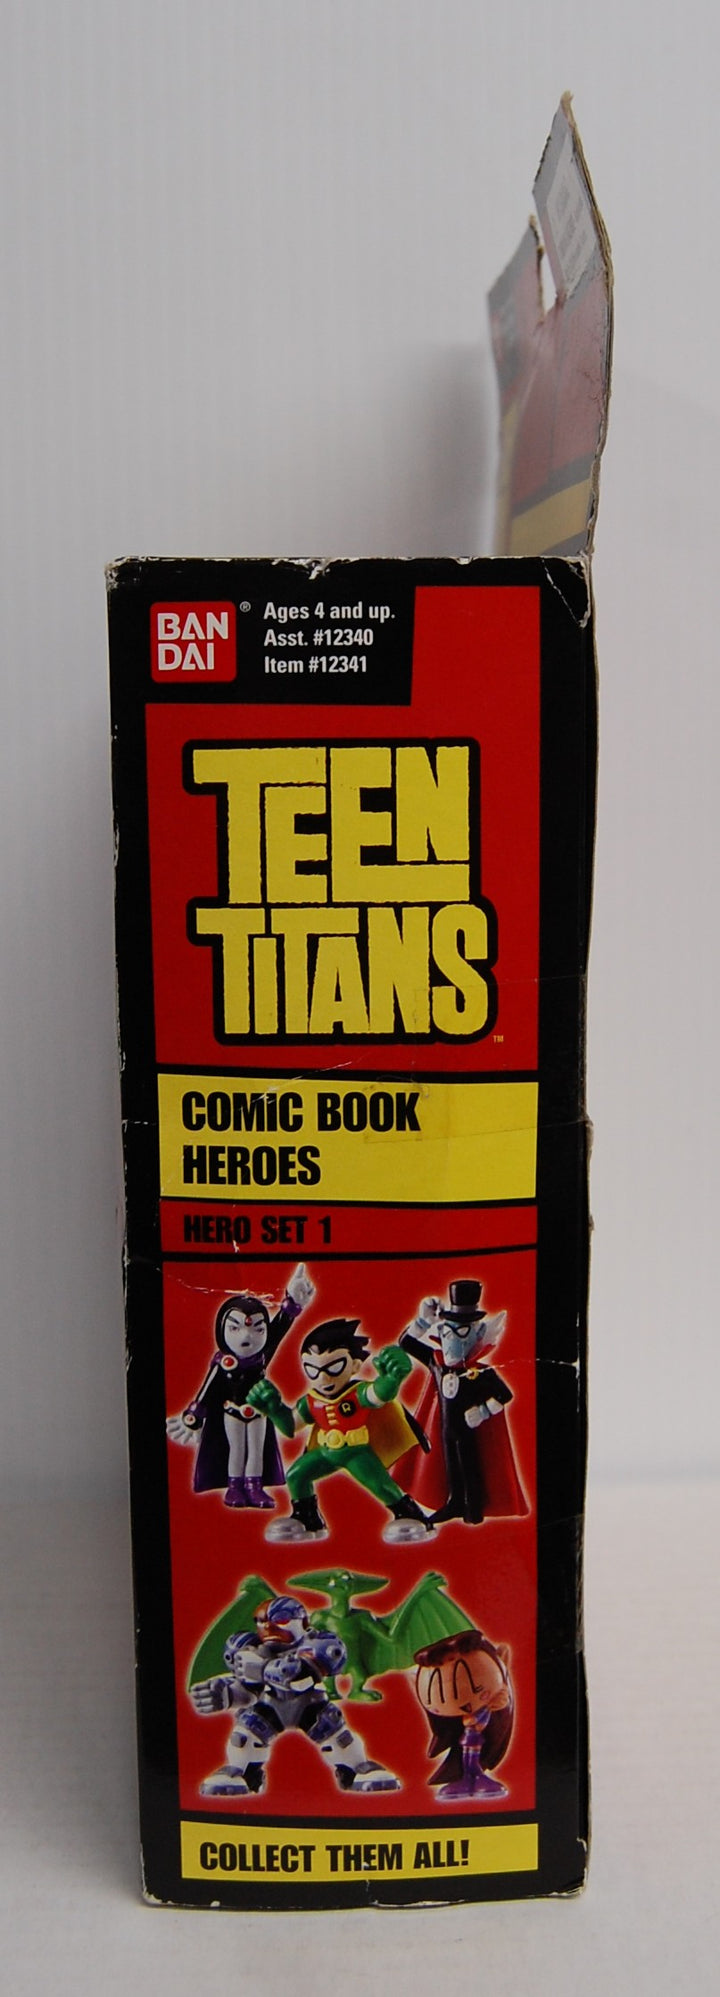 BAN
DAI ®
Ages 4 and up.
Asst. #12340
Item #12341
TEEN
TITANS
TM
COMIC BOOK
HEROES
HERO SET 1
R
COLLECT THEM ALL!